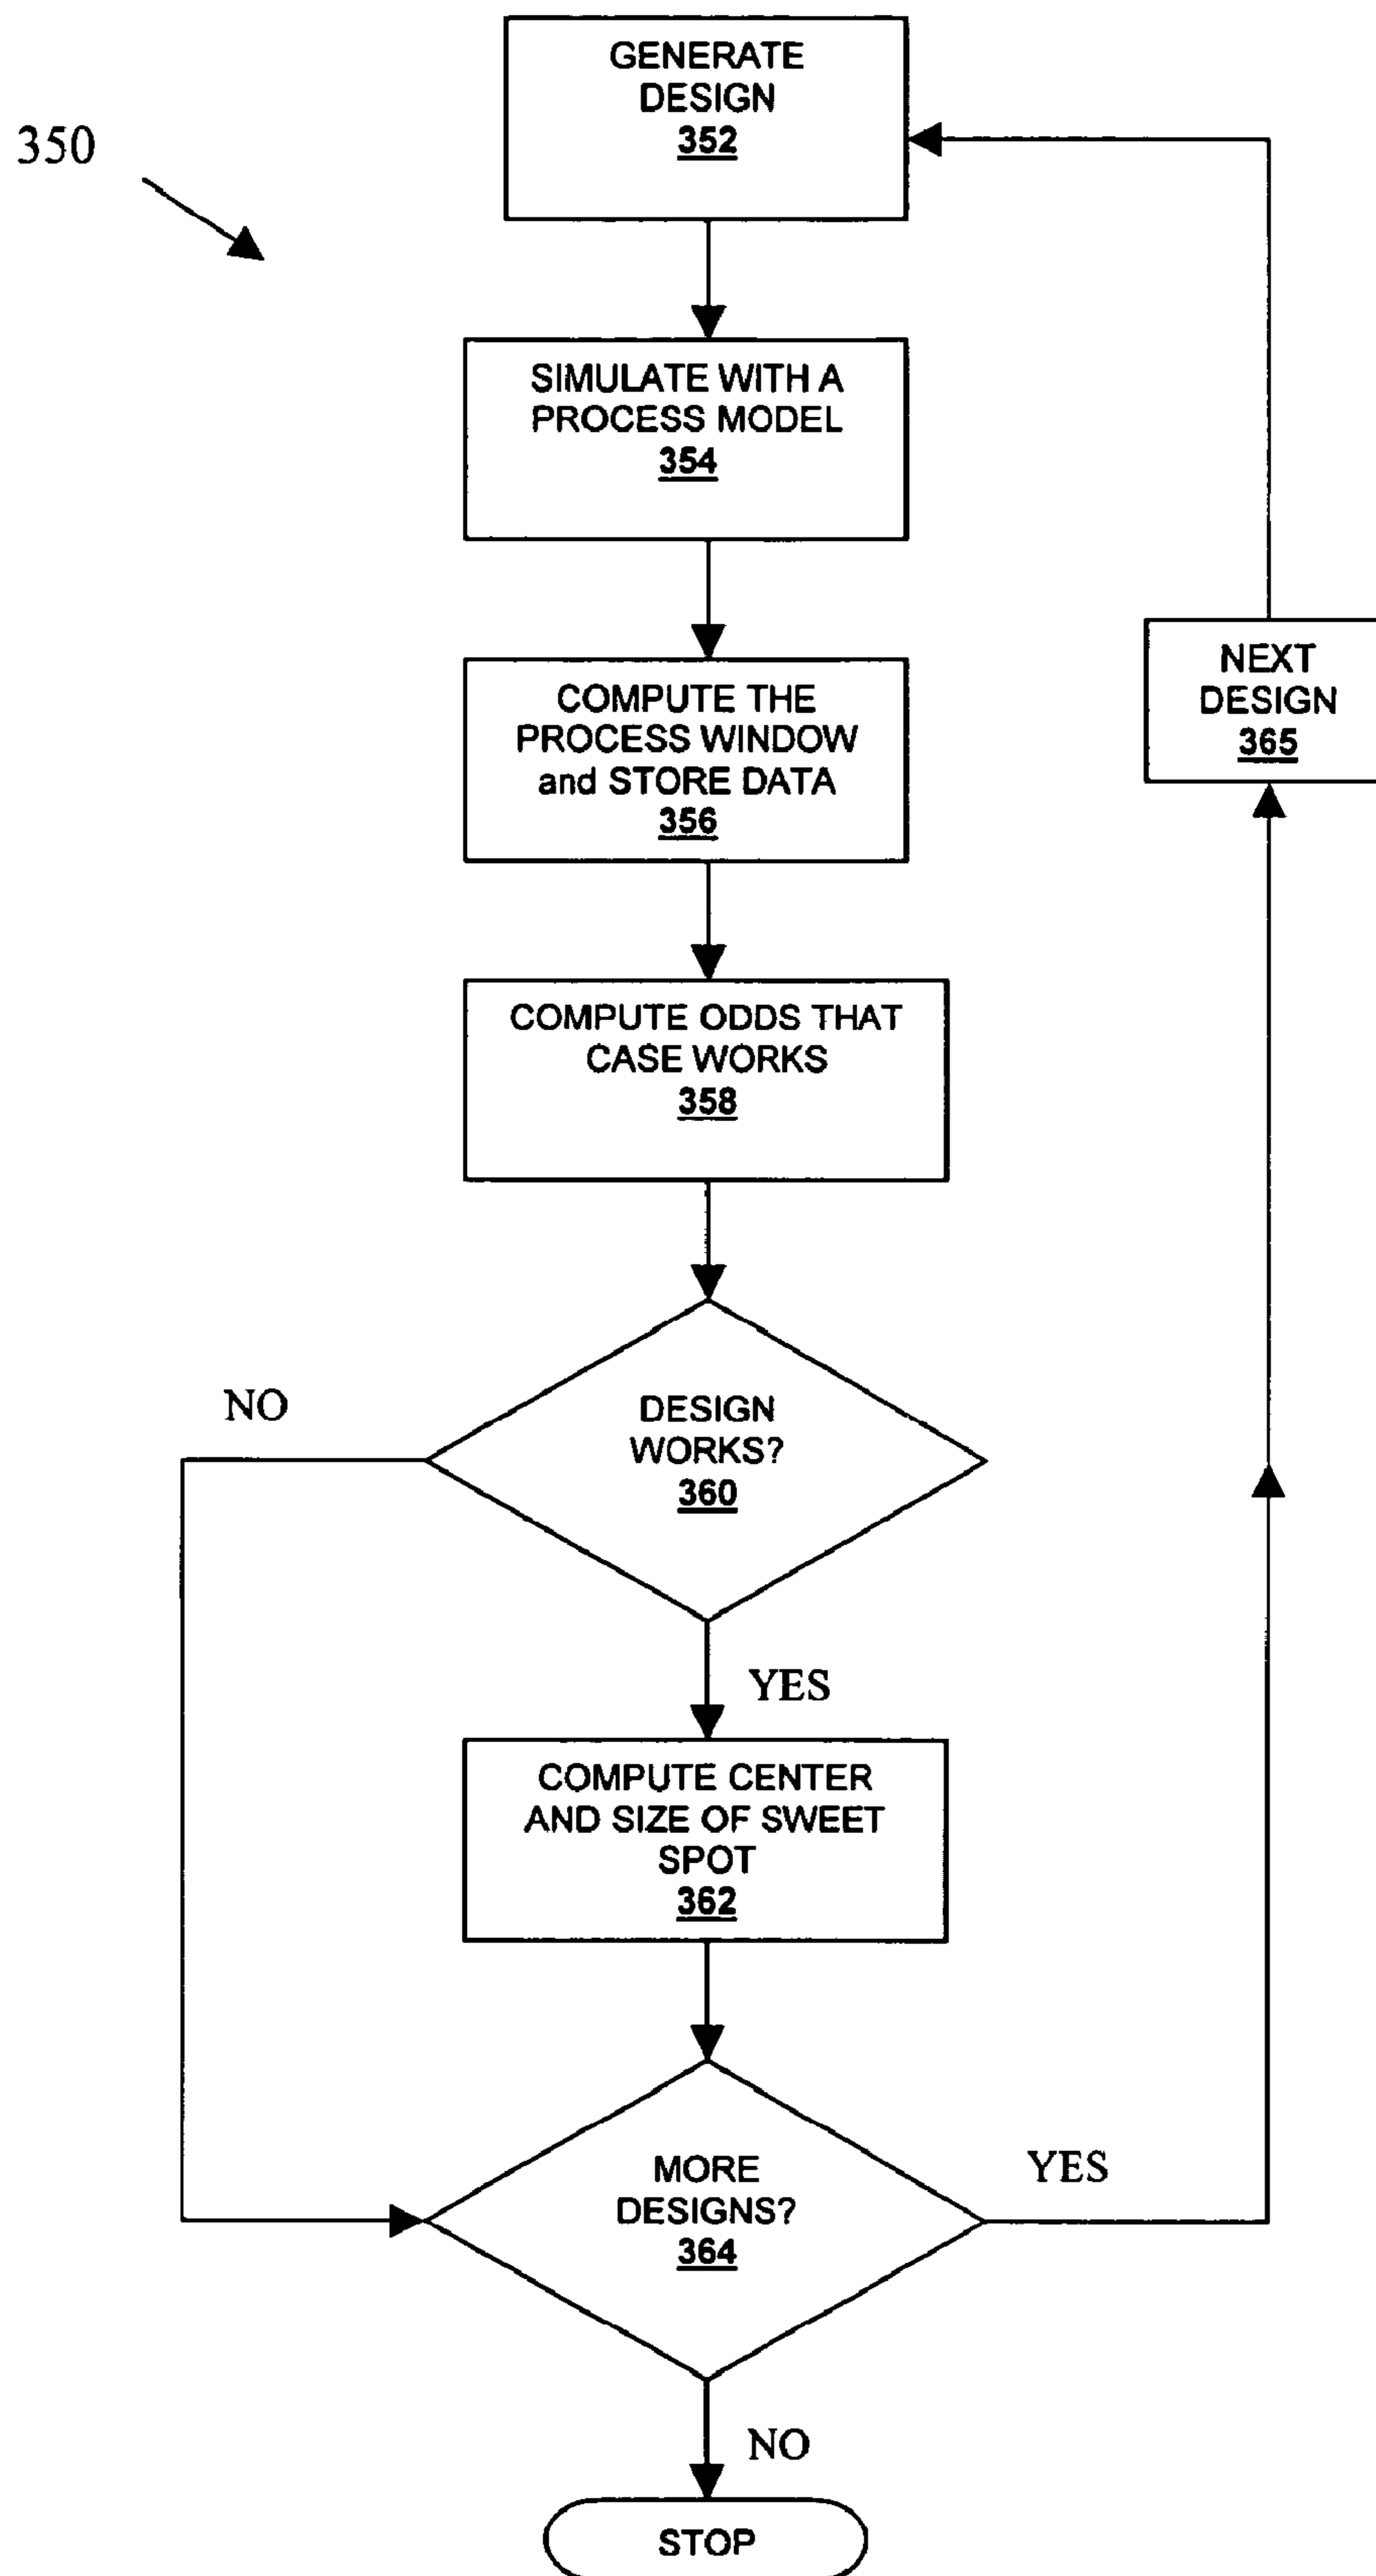 GENERATE
DESIGN
352
350
SIMULATE WITH A
PROCESS MODEL
354
COMPUTE THE
PROCESS WINDOW
and STORE DATA
356
NEXT
DESIGN
365
COMPUTE ODDS THAT
CASE WORKS
358
NO
DESIGN
WORKS?
360
YES
COMPUTE CENTER
AND SIZE OF SWEET
SPOT
362
MORE
DESIGNS?
364
YES
NO
STOP